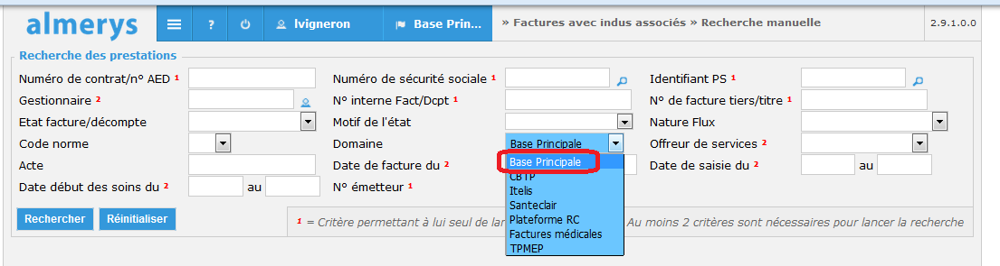 almerys ? lvigneron Base Prin... » Factures avec indus associés » Recherche manuelle 2.9.1.0.0
Recherche des prestations
Numéro de contrat/n° AED 1 Numéro de sécurité sociale 1 Identifiant PS 1
Gestionnaire 2 N° interne Fact/Dcpt 1 N° de facture tiers/titre 1
Etat facture/décompte Motif de l'état Nature Flux
Code norme Domaine Base Principale Offreur de services 2
Acte Date de facture du 2 Base Principale Date de saisie du 2 au
CBTP
Date début des soins du 2 au N° émetteur 1 Itelis
Santeclair
Rechercher Réinitialiser 1 = Critère permettant à lui seul de lan Plateforme RC Au moins 2 critères sont nécessaires pour lancer la recherche
Factures médicales
TPMEP